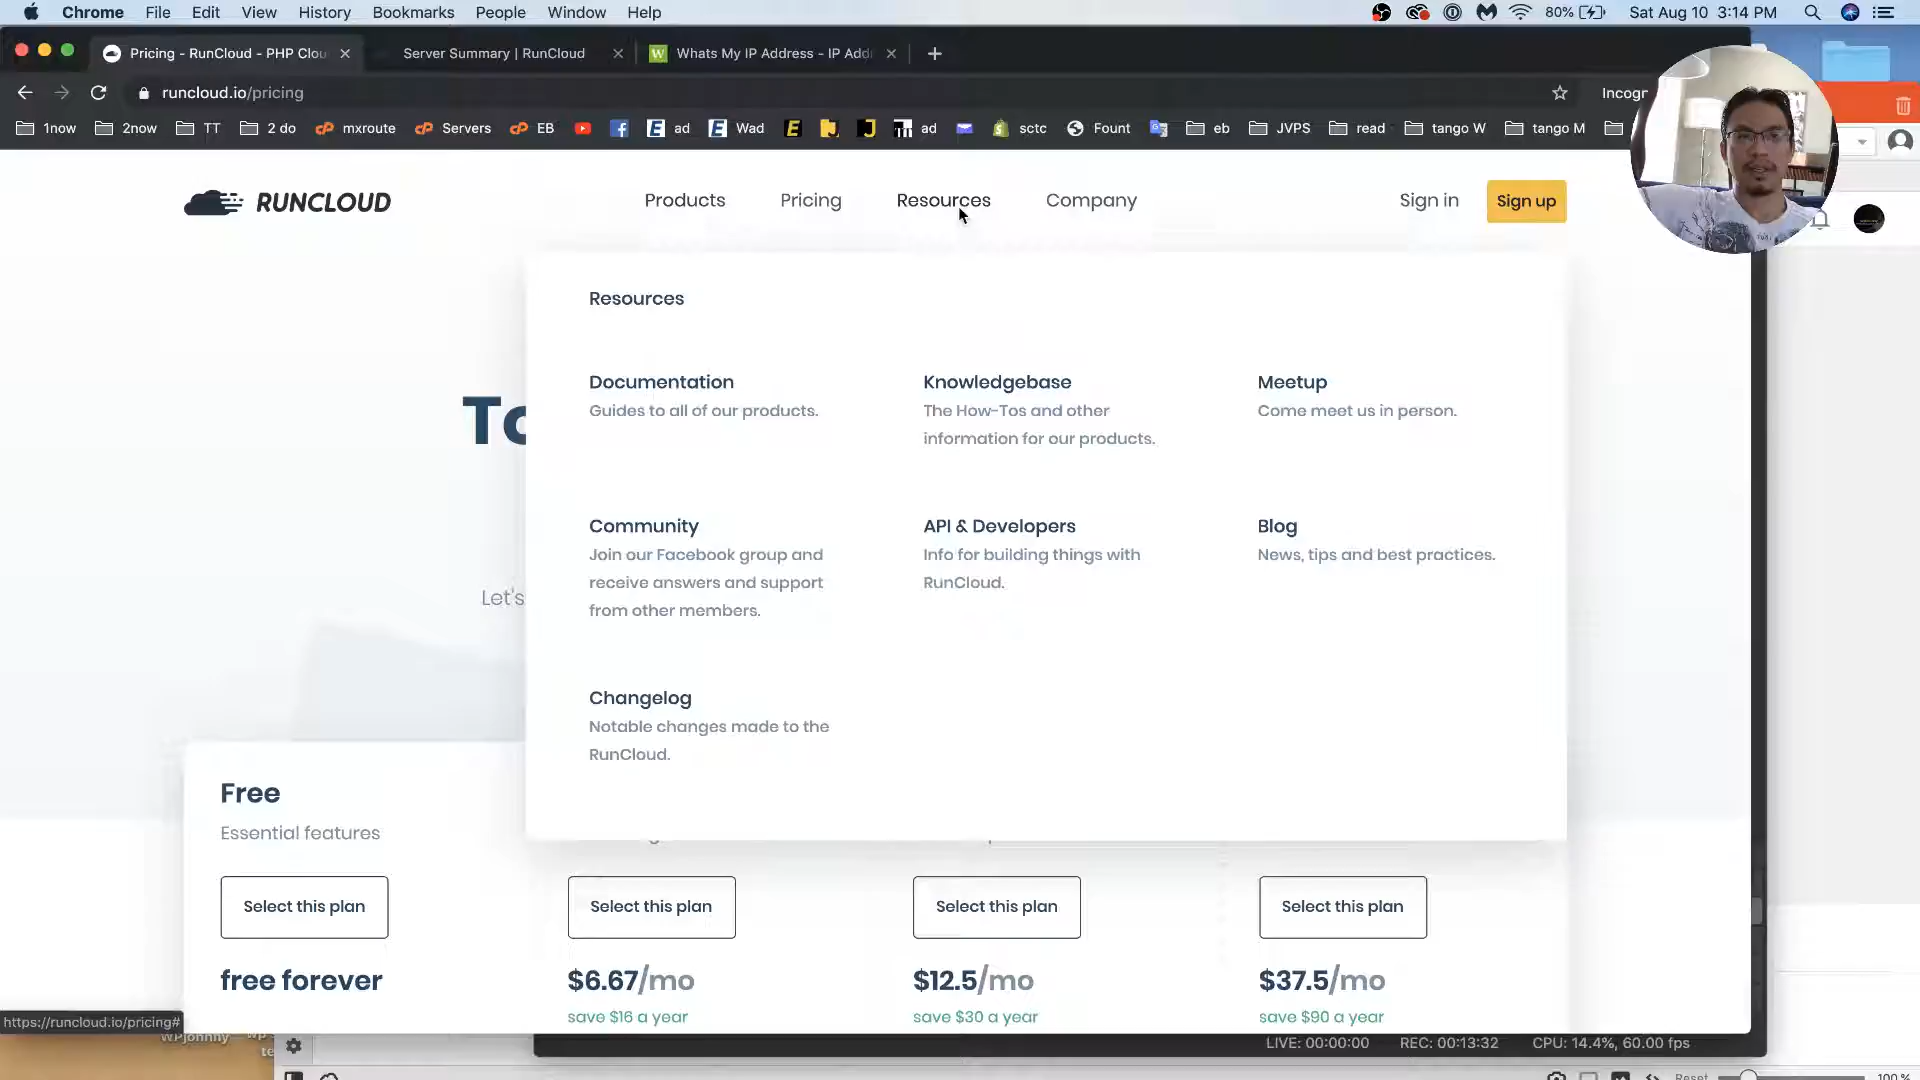 Chrome File Edit View History Bookmarks People Window Help 80% Sat Aug 10 3:14 PM
Pricing - RunCloud - PHP Clou Server Summary | RunCloud Whats My IP Address - IP Add
runcloud.io/pricing Incogn
1now 2now TT 2 do mxroute Servers EB ad Wad ad sctc Fount eb JVPS read tango W tango M
RUNCLOUD Products Pricing Resources Company Sign in Sign up
Resources
Documentation Knowledgebase Meetup
Guides to all of our products. The How-Tos and other Come meet us in person.
information for our products.
To
Community API & Developers Blog
Join our Facebook group and Info for building things with News, tips and best practices.
receive answers and support RunCloud.
Let's from other members.
Changelog
Notable changes made to the
RunCloud.
Free
Essential features
Select this plan Select this plan Select this plan Select this plan
free forever $6.67/mo $12.5/mo $37.5/mo
save $16 a year save $30 a year save $90 a year
https://runcloud.io/pricing#
WPjohnny wp
te LIVE: 00:00:00 REC: 00:13:32 CPU: 14.4%, 60.00 fps
Reset 100%